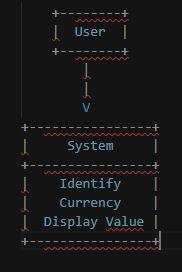 +--------+
|  User  |
+--------+
|
|
V
+----------------+
|     System     |
+----------------+
|    Identify    |
|    Currency    |
|  Display Value |
+----------------+